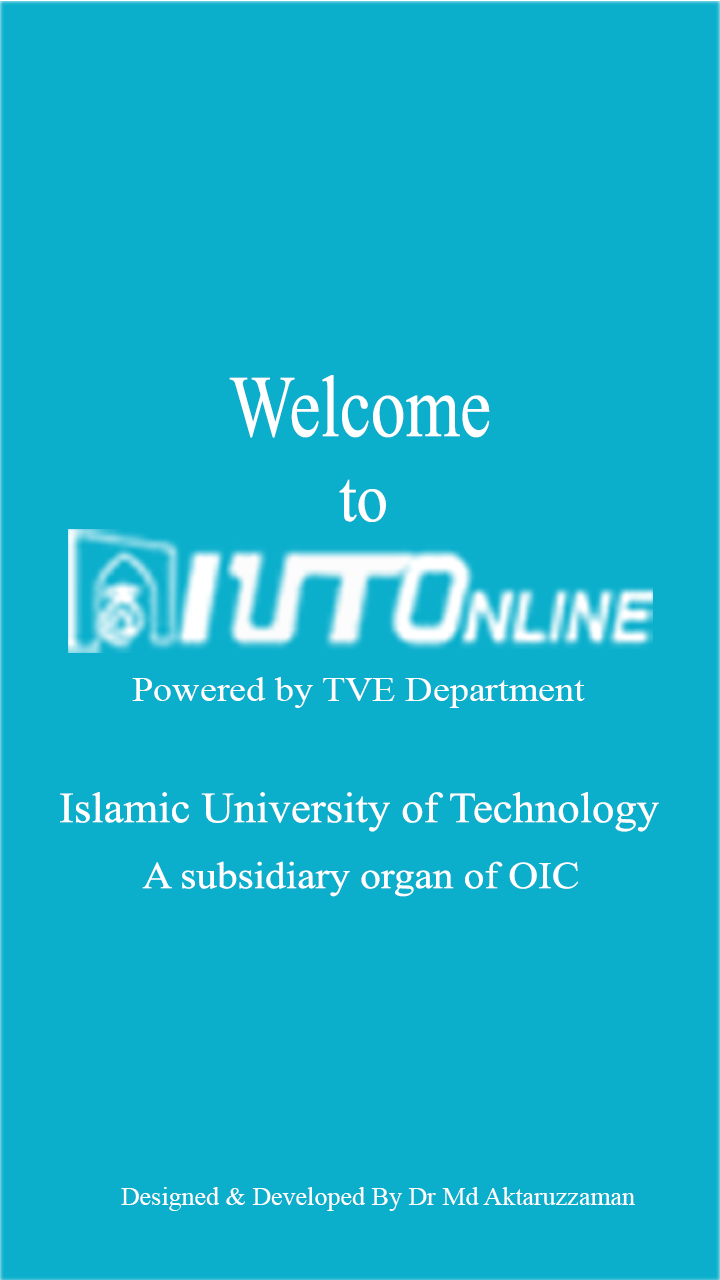 Welcome
to
IUTONLINE
Powered by TVE Department
Islamic University of Technology
A subsidiary organ of OIC
Designed & Developed By Dr Md Aktaruzzaman